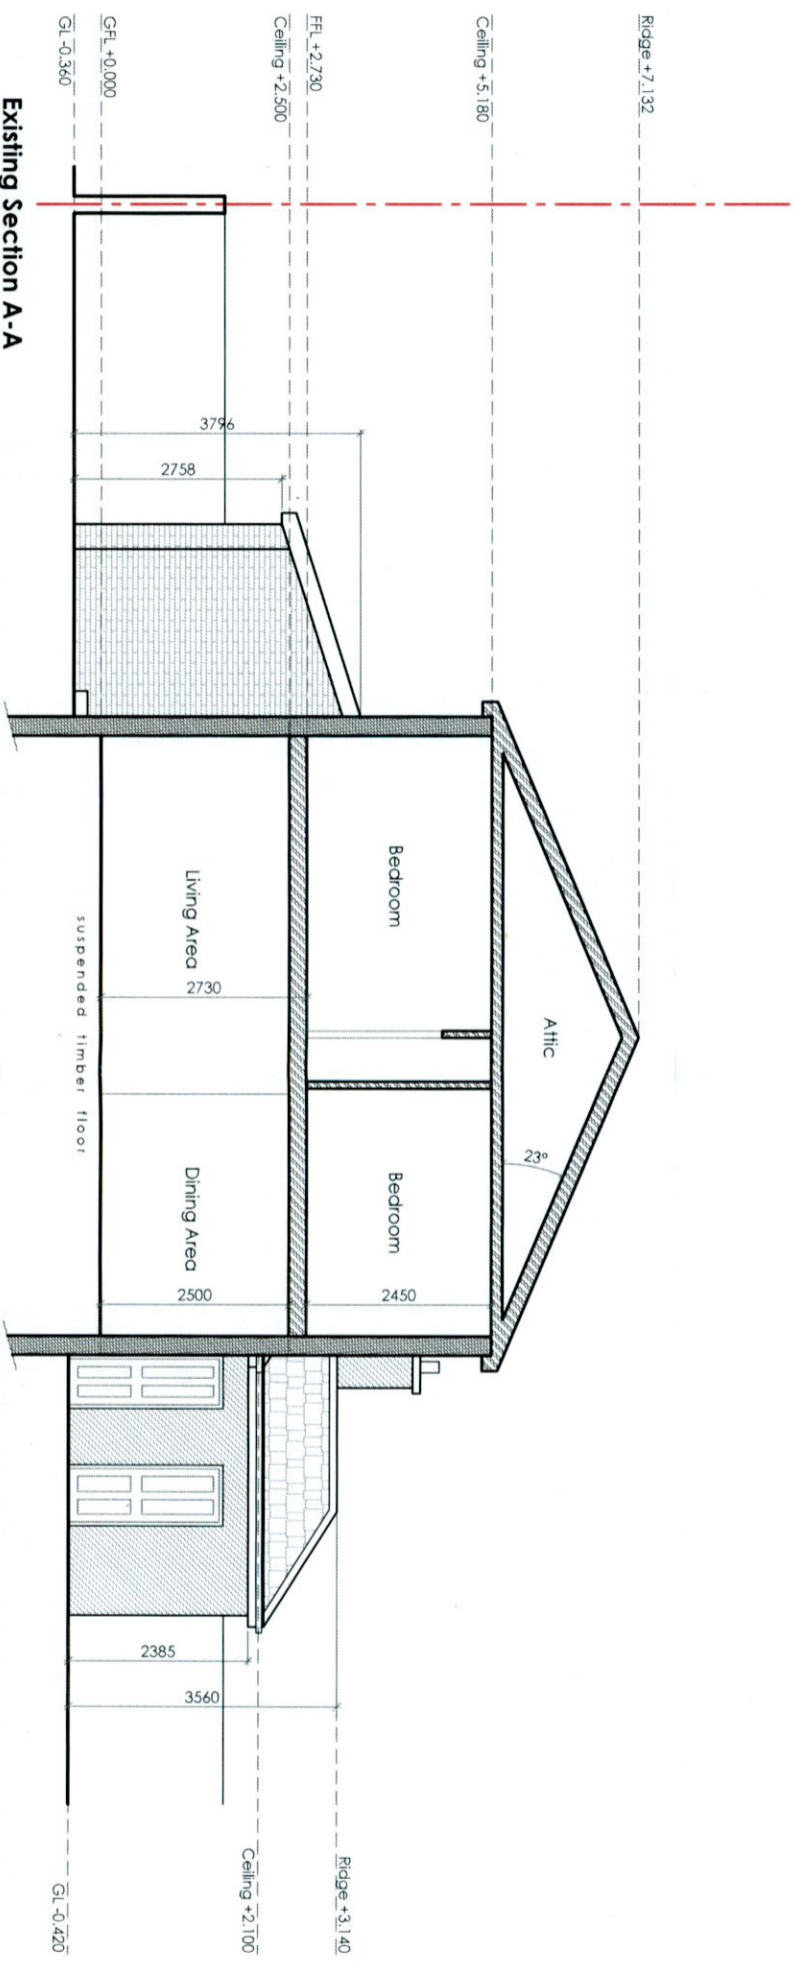 Ridge +7.132
Ceiling +5.180
FFL +2.730
Ceiling +2.500
GFL +0.000
GL -0.360
3796
2758
Attic
23°
Bedroom
Bedroom
2450
Living Area
2730
Dining Area
2500
suspended timber floor
2385
3560
Ridge +3.140
Ceiling +2.100
GL -0.420
Existing Section A-A